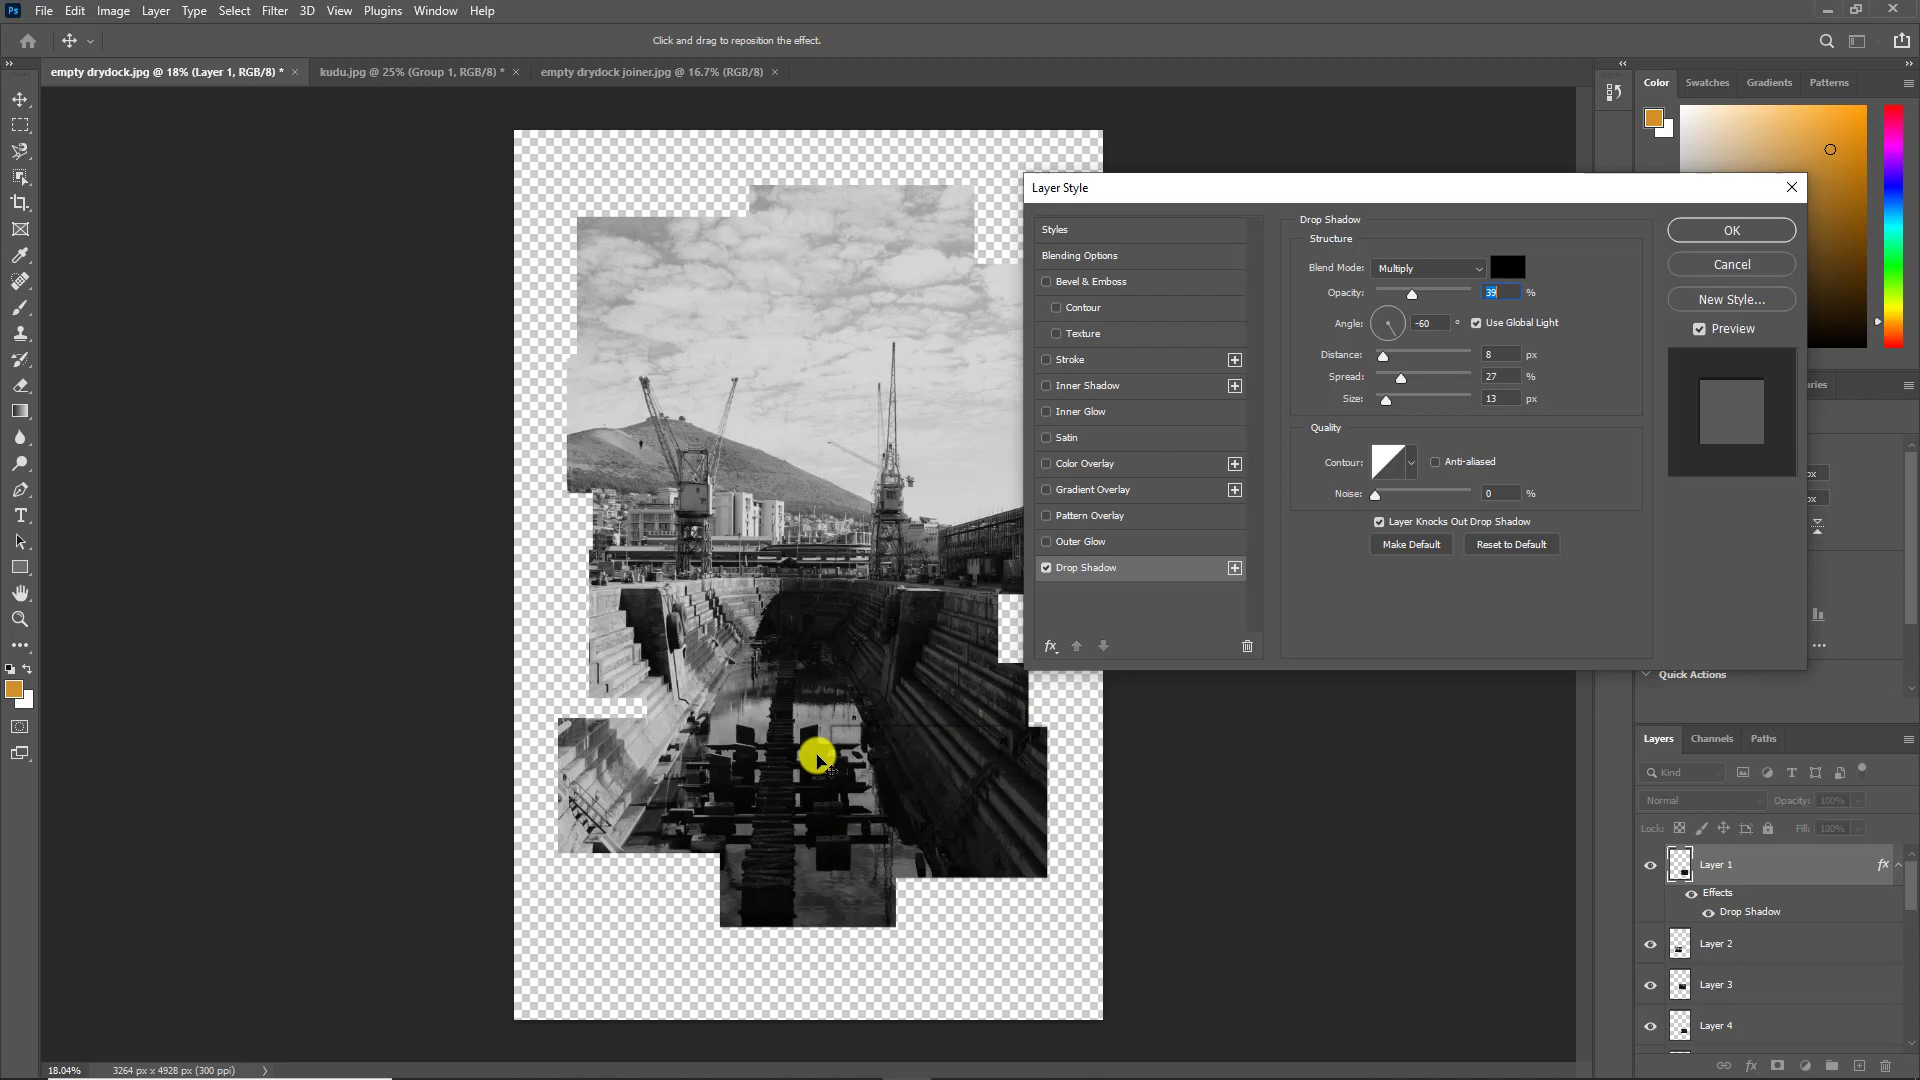 Ps File Edit Image Layer Type Select Filter 3D View Plugins Window Help
Click and drag to reposition the effect.
empty drydock.jpg @ 18% (Layer 1, RGB/8) * × kudu.jpg @ 25% (Group 1, RGB/8) * × empty drydock joiner.jpg @ 16.7% (RGB/8) ×
Color Swatches Gradients Patterns
Layer Style
Styles
Blending Options
Bevel & Emboss
Contour
Texture
Stroke
Inner Shadow
Inner Glow
Satin
Color Overlay
Gradient Overlay
Pattern Overlay
Outer Glow
Drop Shadow
fx
Drop Shadow
Structure
Blend Mode: Multiply
Opacity: 39 %
Angle: -60 ° Use Global Light
Distance: 8 px
Spread: 27 %
Size: 13 px
Quality
Contour: Anti-aliased
Noise: 0 %
Layer Knocks Out Drop Shadow
Make Default Reset to Default
OK
Cancel
New Style...
Preview
aries
px
px
Quick Actions
Layers Channels Paths
Kind
Normal Opacity: 100%
Lock: Fill: 100%
Layer 1 fx
Effects
Drop Shadow
Layer 2
Layer 3
Layer 4
fx
18.04% 3264 px x 4928 px (300 ppi)